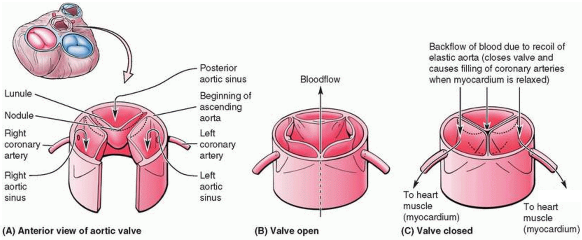 Posterior
aortic sinus
Lunule
Nodule
Right
coronary
artery
Right
aortic
sinus
Beginning of
ascending
aorta
Left
coronary
artery
Left
aortic
sinus
(A) Anterior view of aortic valve
Bloodflow
(B) Valve open
Backflow of blood due to recoil of
elastic aorta (closes valve and
causes filling of coronary arteries
when myocardium is relaxed)
To heart
muscle
(myocardium)
To heart
muscle
(myocardium)
(C) Valve closed